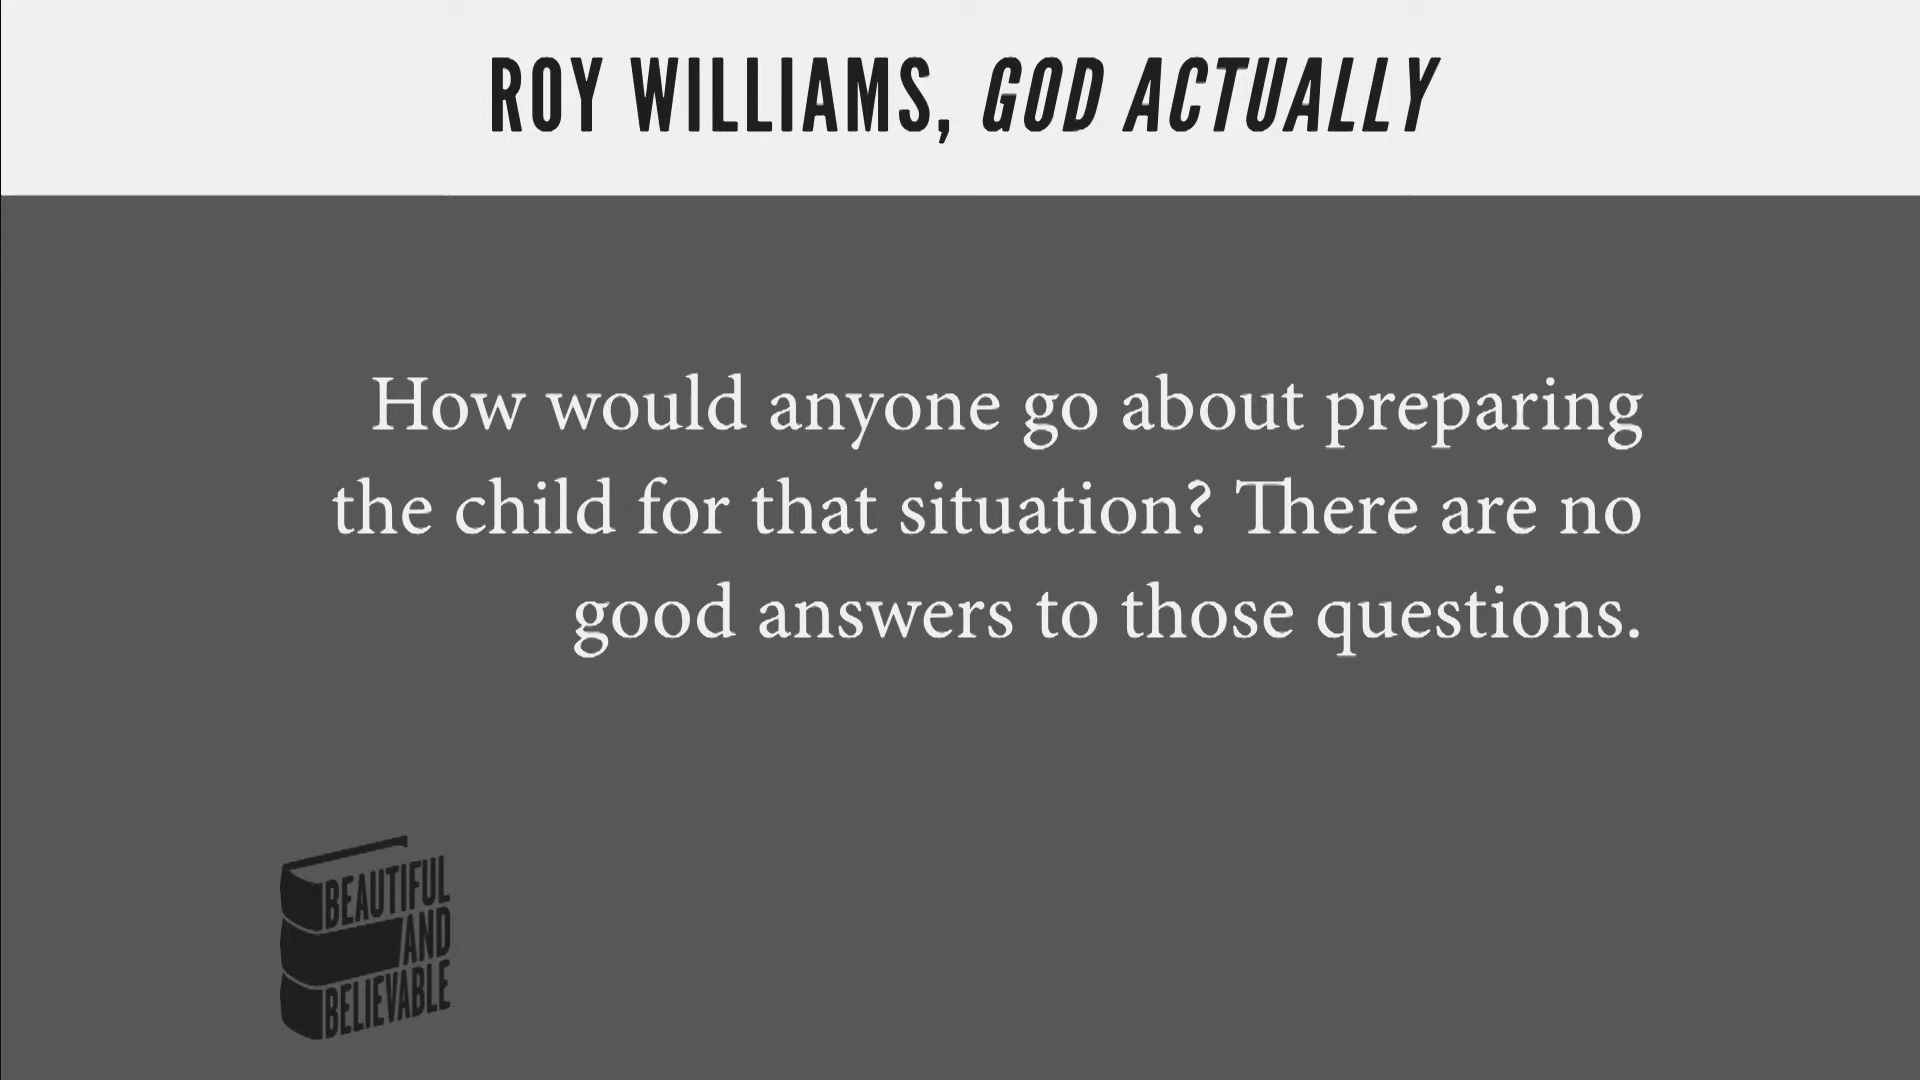 ROY WILLIAMS, GOD ACTUALLY
How would anyone go about preparing
the child for that situation? There are no
good answers to those questions.
BEAUTIFUL
AND
BELIEVABLE